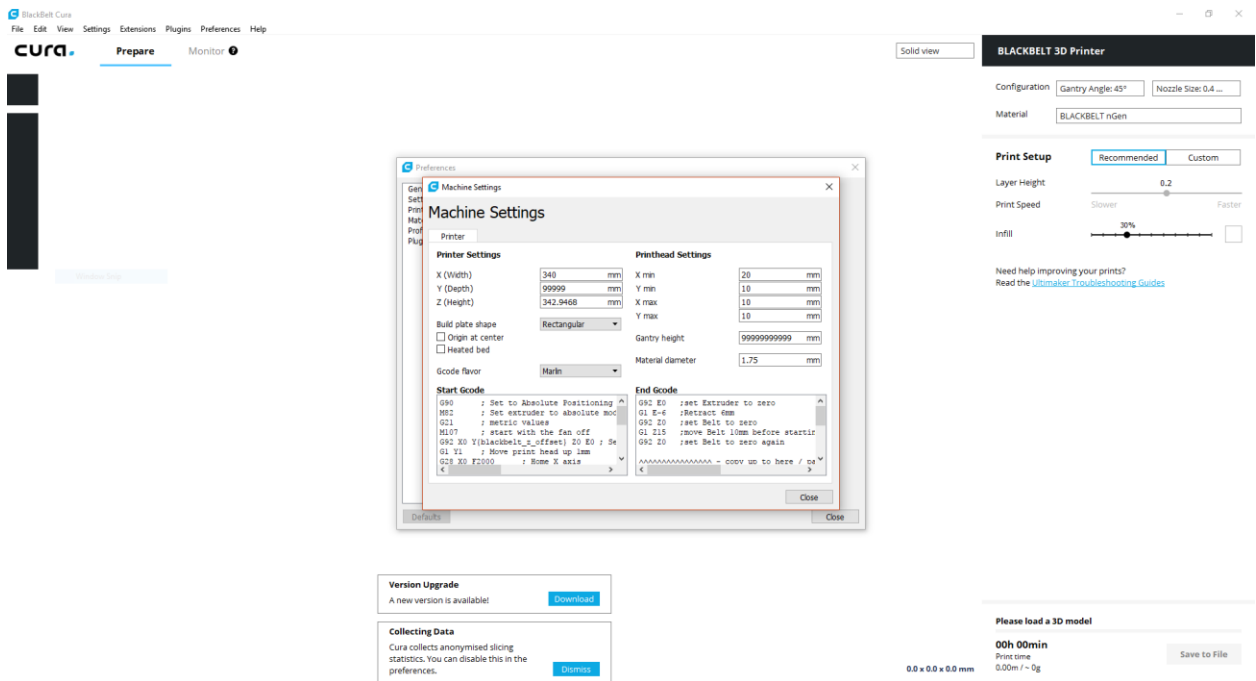 BlackBelt Cura
File Edit View Settings Extensions Plugins Preferences Help
cura. Prepare Monitor ? Solid view
BLACKBELT 3D Printer
Configuration Gantry Angle: 45° Nozzle Size: 0.4 ...
Material BLACKBELT nGen
Print Setup Recommended Custom
Layer Height 0.2
Print Speed Slower Faster
Infill 30%
Need help improving your prints?
Read the Ultimaker Troubleshooting Guides
Preferences
Gen
Sett
Print
Mate
Prof
Plug
Machine Settings
Machine Settings
Printer
Printer Settings
X (Width) 340 mm
Y (Depth) 99999 mm
Z (Height) 342.9468 mm
Build plate shape Rectangular
Origin at center
Heated bed
Gcode flavor Marlin
Printhead Settings
X min 20 mm
Y min 10 mm
X max 10 mm
Y max 10 mm
Gantry height 99999999999 mm
Material diameter 1.75 mm
Start Gcode
G90 ; Set to Absolute Positioning
M82 ; Set extruder to absolute mod
G21 ; metric values
M107 ; start with the fan off
G92 X0 Y{blackbelt_z_offset} Z0 E0 ; Se
G1 Y1 ; Move print head up 1mm
G28 X0 F2000 ; Home X axis
End Gcode
G92 E0 ;set Extruder to zero
G1 E-6 ;Retract 6mm
G92 Z0 ;set Belt to zero
G1 Z15 ;move Belt 10mm before startin
G92 Z0 ;set Belt to zero again
^^^^^^^^^^^^^^^^ - copy up to here / pa
Close
Defaults Close
Version Upgrade
A new version is available! Download
Collecting Data
Cura collects anonymised slicing
statistics. You can disable this in the
preferences. Dismiss
0.0 x 0.0 x 0.0 mm
Please load a 3D model
00h 00min
Print time
0.00m / ~ 0g
Save to File